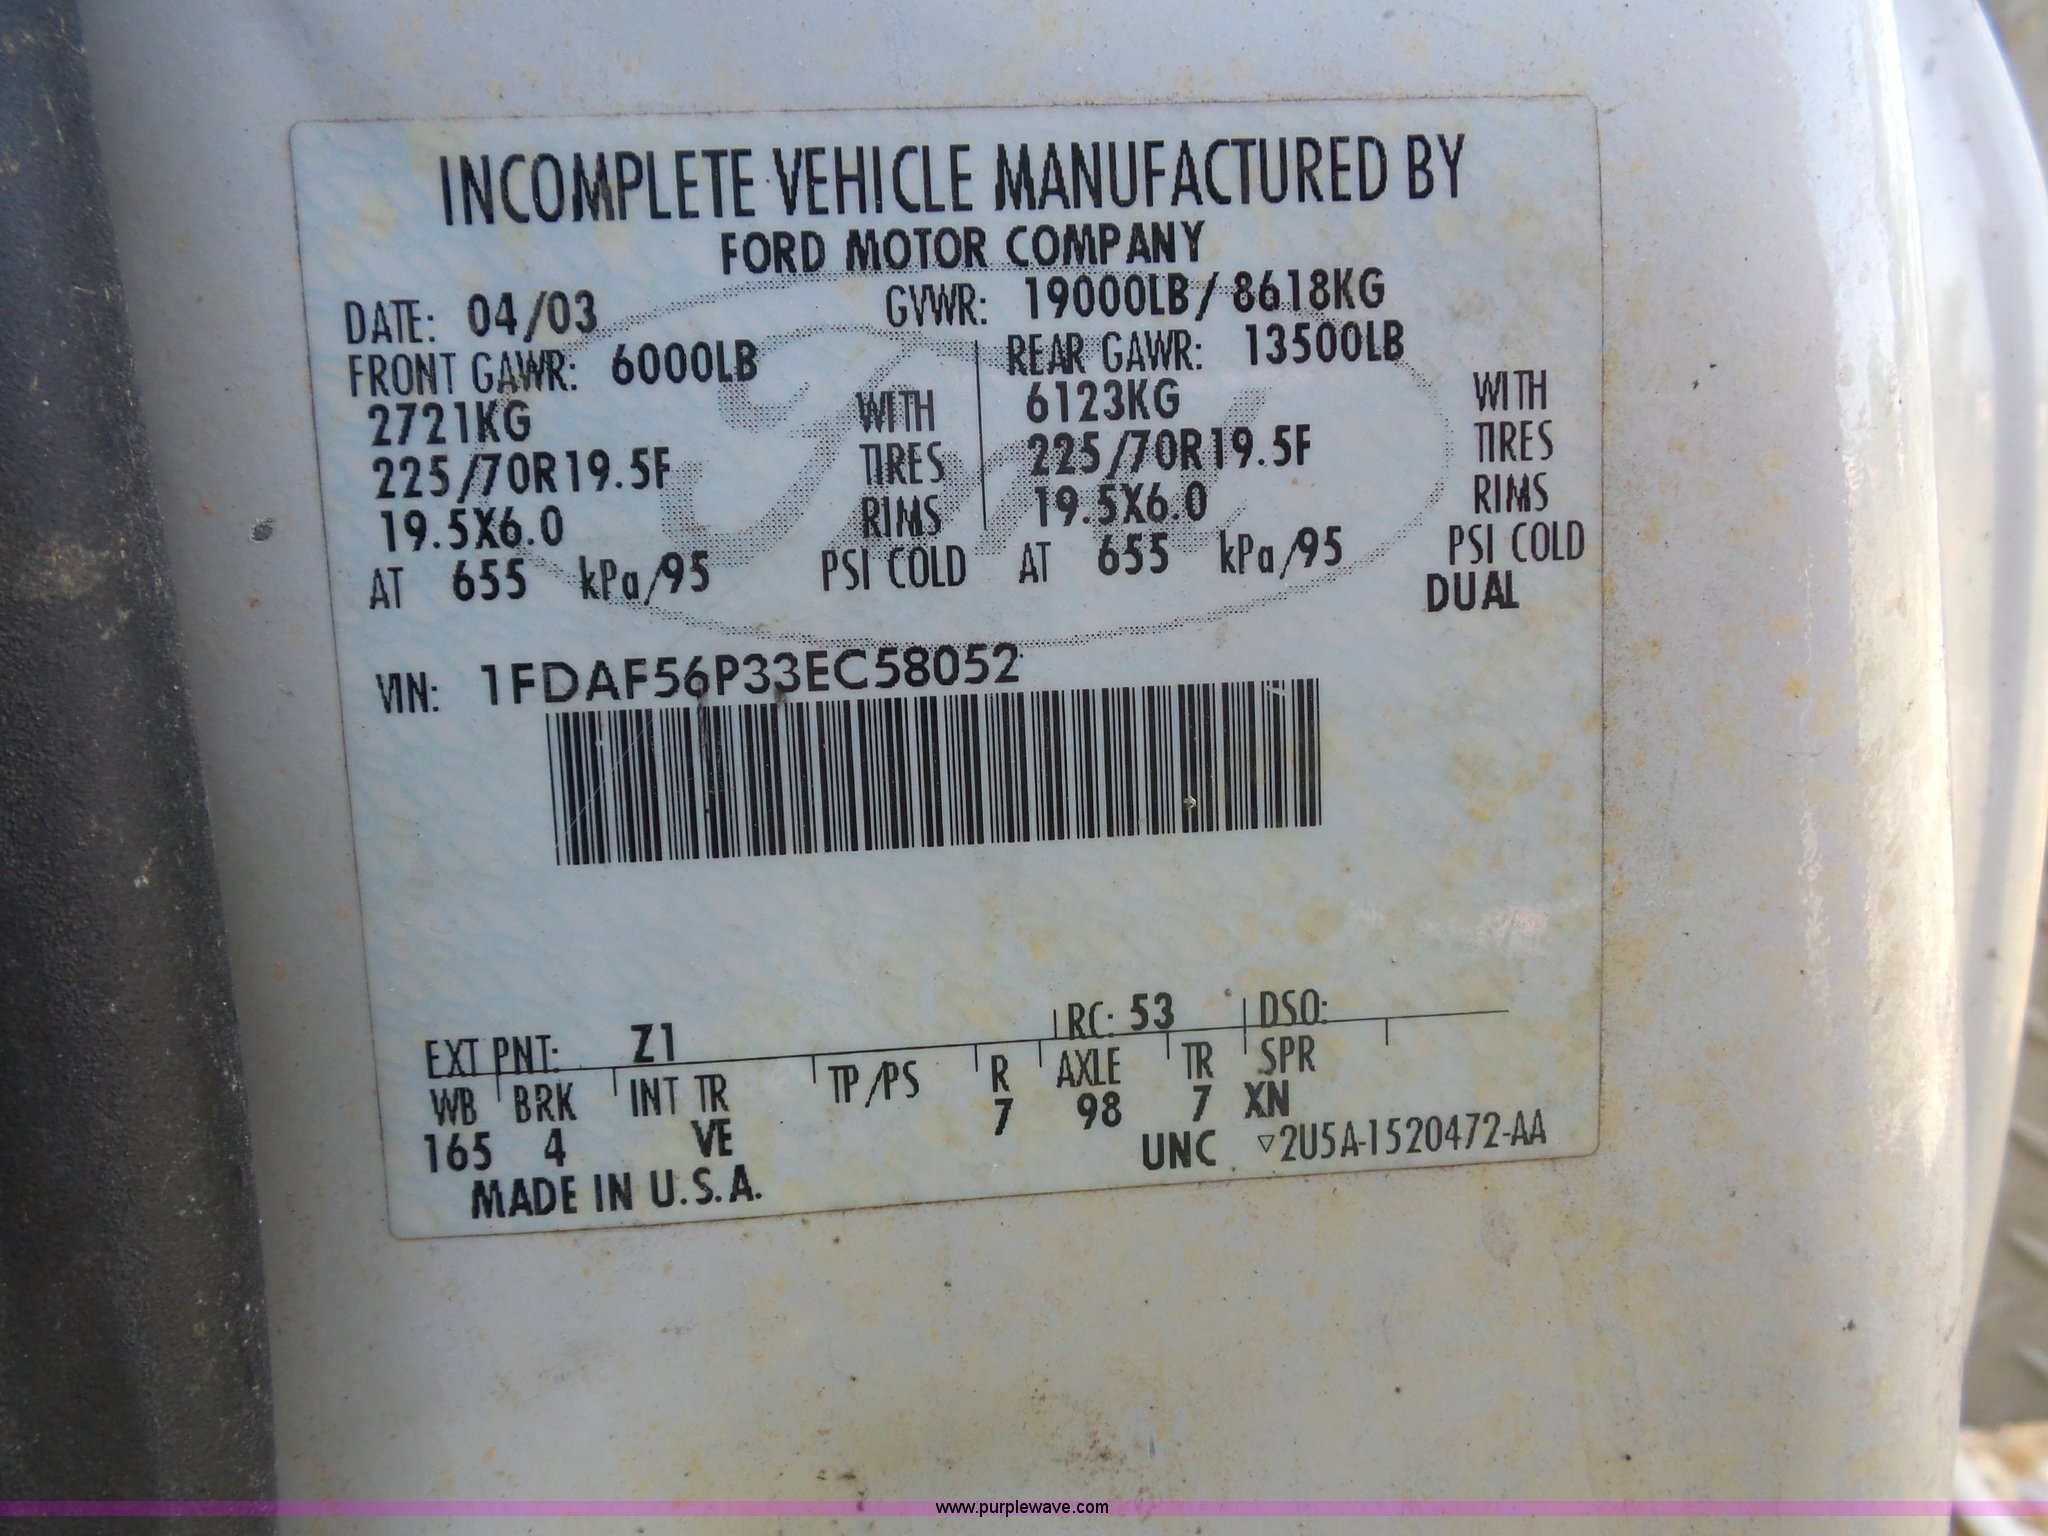 INCOMPLETE VEHICLE MANUFACTURED BY
FORD MOTOR COMPANY
DATE: 04/03 GVWR: 19000LB/ 8618KG
FRONT GAWR: 6000LB REAR GAWR: 13500LB
2721KG WITH 6123KG WITH
225/70R19.5F TIRES 225/70R19.5F TIRES
19.5X6.0 RIMS 19.5X6.0 RIMS
AT 655 kPa/95 PSI COLD AT 655 kPa/95 PSI COLD
DUAL
VIN: 1FDAF56P33EC58052
EXT PNT: Z1 RC: 53 DSO:
WB BRK INT TR TP/PS R AXLE TR SPR
165 4 VE 7 98 7 XN
MADE IN U.S.A. UNC ▽2U5A-1520472-AA
Ford
www.purplewave.com